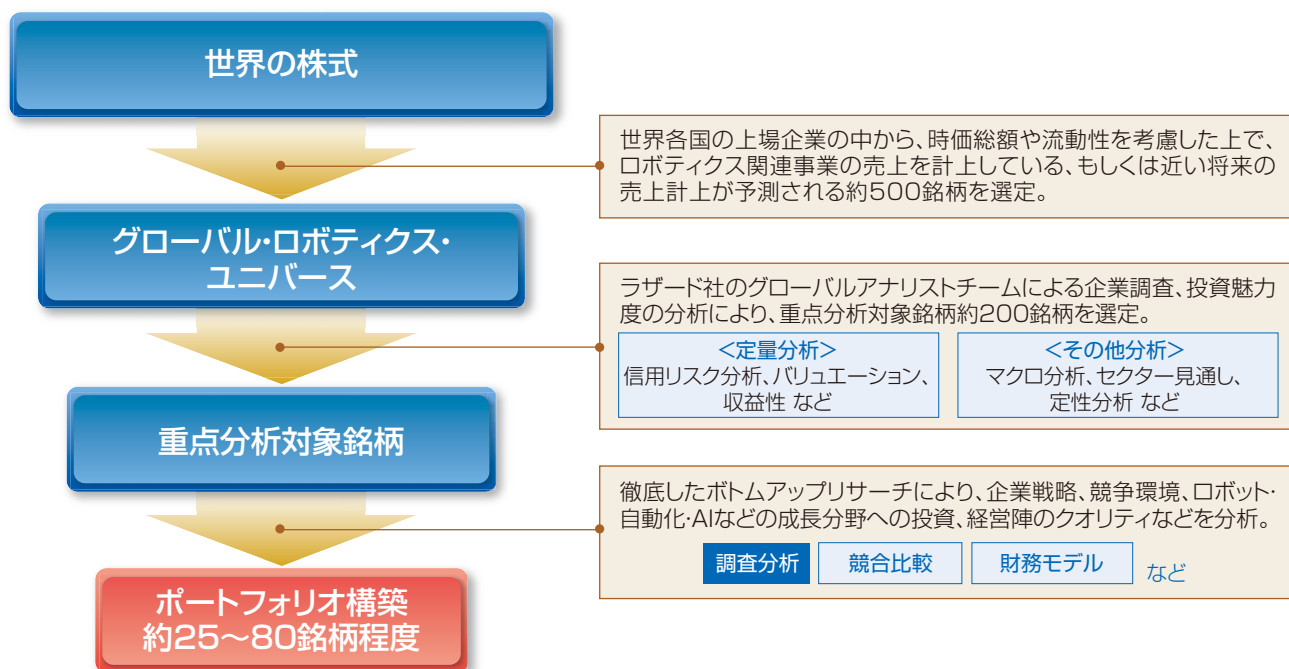 世界の株式
世界各国の上場企業の中から、時価総額や流動性を考慮した上で、
ロボティクス関連事業の売上を計上している、もしくは近い将来の
売上計上が予測される約500銘柄を選定。
グローバル・ロボティクス・
ユニバース
ラザード社のグローバルアナリストチームによる企業調査、投資魅力
度の分析により、重点分析対象銘柄約200銘柄を選定。
<定量分析>
信用リスク分析、バリュエーション、
収益性 など
<その他分析>
マクロ分析、セクター見通し、
定性分析 など
重点分析対象銘柄
徹底したボトムアップリサーチにより、企業戦略、競争環境、ロボット・
自動化・AIなどの成長分野への投資、経営陣のクオリティなどを分析。
調査分析
競合比較
財務モデル
など
ポートフォリオ構築
約25～80銘柄程度